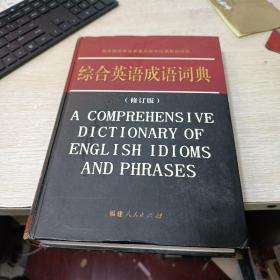 综合英语成语词典
(修订版)
A COMPREHENSIVE
DICTIONARY OF
ENGLISH IDIOMS
AND PHRASES
福建人民出版社